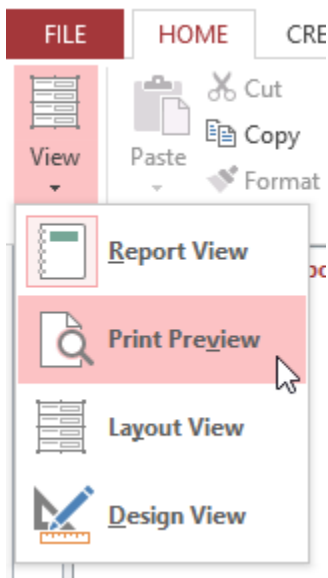 FILE HOME CRE
Cut
Copy
View Paste Format
Report View
Print Preview
Layout View
Design View